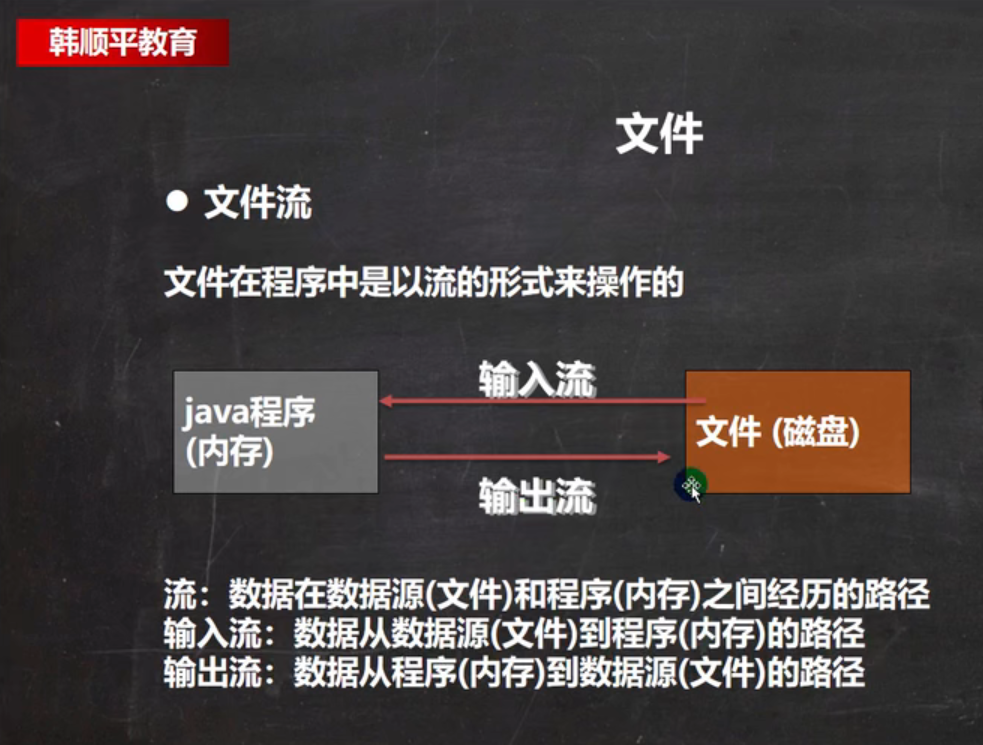 韩顺平教育
文件
● 文件流
文件在程序中是以流的形式来操作的
输入流
java程序
(内存)
文件 (磁盘)
输出流
流：数据在数据源(文件)和程序(内存)之间经历的路径
输入流：数据从数据源(文件)到程序(内存)的路径
输出流：数据从程序(内存)到数据源(文件)的路径